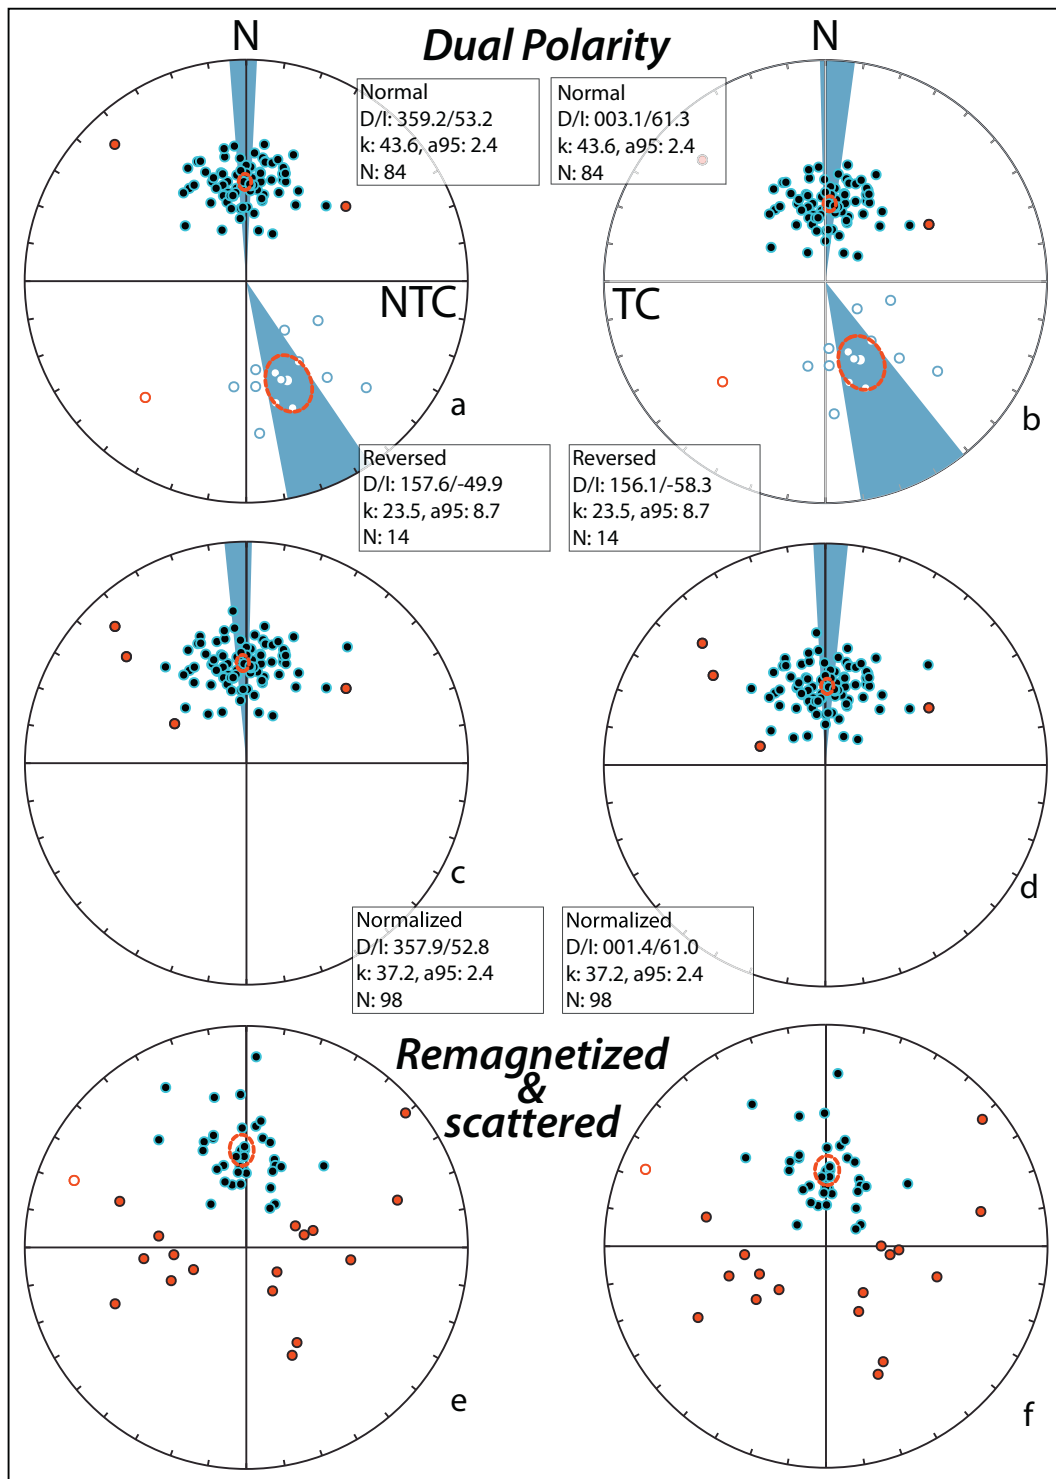 Dual Polarity
N
N
Normal
D/I: 359.2/53.2
k: 43.6, a95: 2.4
N: 84
Normal
D/I: 003.1/61.3
k: 43.6, a95: 2.4
N: 84
NTC
TC
a
b
Reversed
D/I: 157.6/-49.9
k: 23.5, a95: 8.7
N: 14
Reversed
D/I: 156.1/-58.3
k: 23.5, a95: 8.7
N: 14
c
d
Normalized
D/I: 357.9/52.8
k: 37.2, a95: 2.4
N: 98
Normalized
D/I: 001.4/61.0
k: 37.2, a95: 2.4
N: 98
Remagnetized
&
scattered
e
f